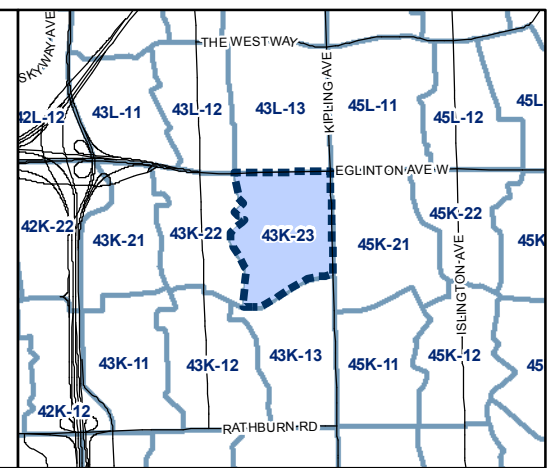 SKYWAY AVE
THE WESTWAY
KIPLING AVE
42L-12
43L-11
43L-12
43L-13
45L-11
45L-12
45L
EGLINTON AVE W
42K-22
43K-21
43K-22
43K-23
45K-21
45K-22
45K
ISLINGTON AVE
43K-11
43K-12
43K-13
45K-11
45K-12
45
42K-12
RATHBURN RD